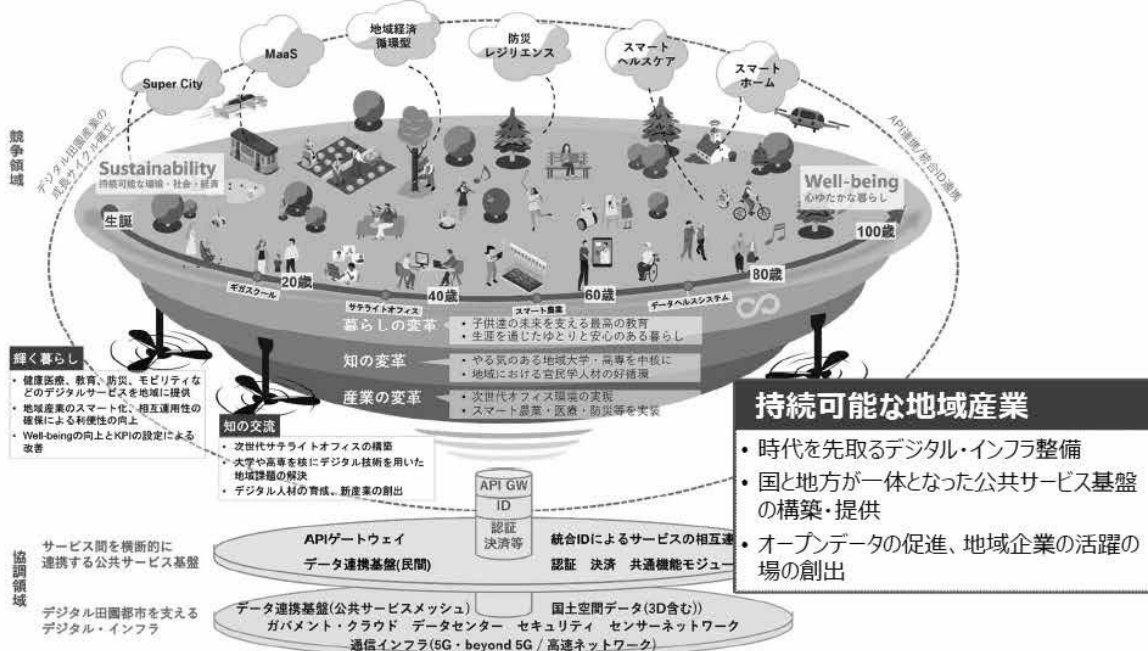 Super City
MaaS
地域経済
循環型
防災
レジリエンス
スマート
ヘルスケア
スマート
ホーム
競争領域
デジタル田園産業の
成長サイクル確立
API連携/統合ID連携
Sustainability
持続可能な環境・社会・経済
Well-being
心ゆたかな暮らし
生誕
20歳
40歳
60歳
80歳
100歳
ギガスクール
サテライトオフィス
スマート農業
データヘルスシステム
暮らしの変革
・子供達の未来を支える最高の教育
・生涯を通じたゆとりと安心のある暮らし
知の変革
・やる気のある地域大学・高専を中核に
・地域における官民学人材の好循環
産業の変革
・次世代オフィス環境の実現
・スマート農業・医療・防災等を実装
輝く暮らし
・健康医療、教育、防災、モビリティな
どのデジタルサービスを地域に提供
・地域産業のスマート化、相互運用性の
確保による利便性の向上
・Well-beingの向上とKPIの設定による
改善
知の交流
・次世代サテライトオフィスの構築
・大学や高専を核にデジタル技術を用いた
地域課題の解決
・デジタル人材の育成、新産業の創出
持続可能な地域産業
・時代を先取るデジタル・インフラ整備
・国と地方が一体となった公共サービス基盤
の構築・提供
・オープンデータの促進、地域企業の活躍の
場の創出
API GW
ID
認証
決済等
協調領域
サービス間を横断的に
連携する公共サービス基盤
APIゲートウェイ
統合IDによるサービスの相互連
データ連携基盤(民間)
認証 決済 共通機能モジュー
デジタル田園都市を支える
デジタル・インフラ
データ連携基盤(公共サービスメッシュ)
国土空間データ(3D含む))
ガバメント・クラウド データセンター セキュリティ センサーネットワーク
通信インフラ(5G・beyond 5G / 高速ネットワーク)